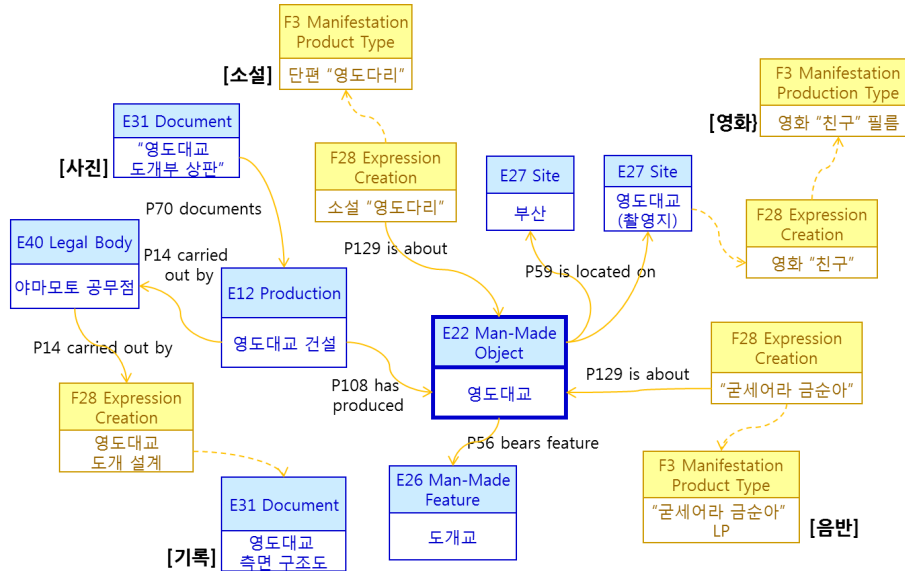 F3 Manifestation
Product Type
단편 “영도다리”
[소설]
F3 Manifestation
Production Type
영화 “친구” 필름
[영화}
E31 Document
“영도대교
도개부 상판”
[사진]
F28 Expression
Creation
소설 “영도다리”
E27 Site
부산
E27 Site
영도대교
(촬영지)
F28 Expression
Creation
영화 “친구”
P70 documents
E40 Legal Body
야마모토 공무점
P14 carried
out by
P129 is about
P59 is located on
E12 Production
영도대교 건설
E22 Man-Made
Object
영도대교
F28 Expression
Creation
“굳세어라 금순아”
P14 carried out by
P108 has
produced
P129 is about
F28 Expression
Creation
영도대교
도개 설계
P56 bears feature
E26 Man-Made
Feature
도개교
F3 Manifestation
Product Type
“굳세어라 금순아”
LP
[음반]
E31 Document
영도대교
측면 구조도
[기록]